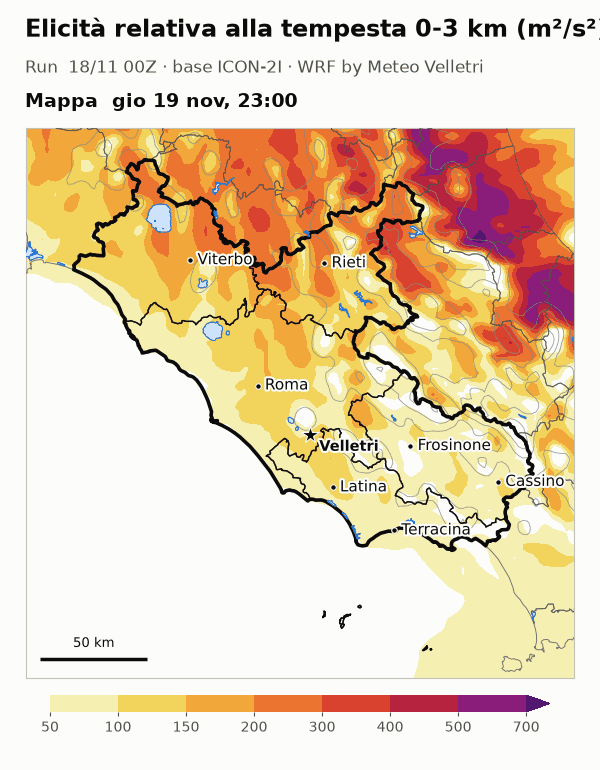 Elicità relativa alla tempesta 0-3 km (m²/s²)
Run 18/11 00Z · base ICON-2I · WRF by Meteo Velletri
Mappa gio 19 nov, 23:00
Viterbo
Rieti
Roma
Velletri
Frosinone
Cassino
Latina
Terracina
50 km
50 100 150 200 300 400 500 700